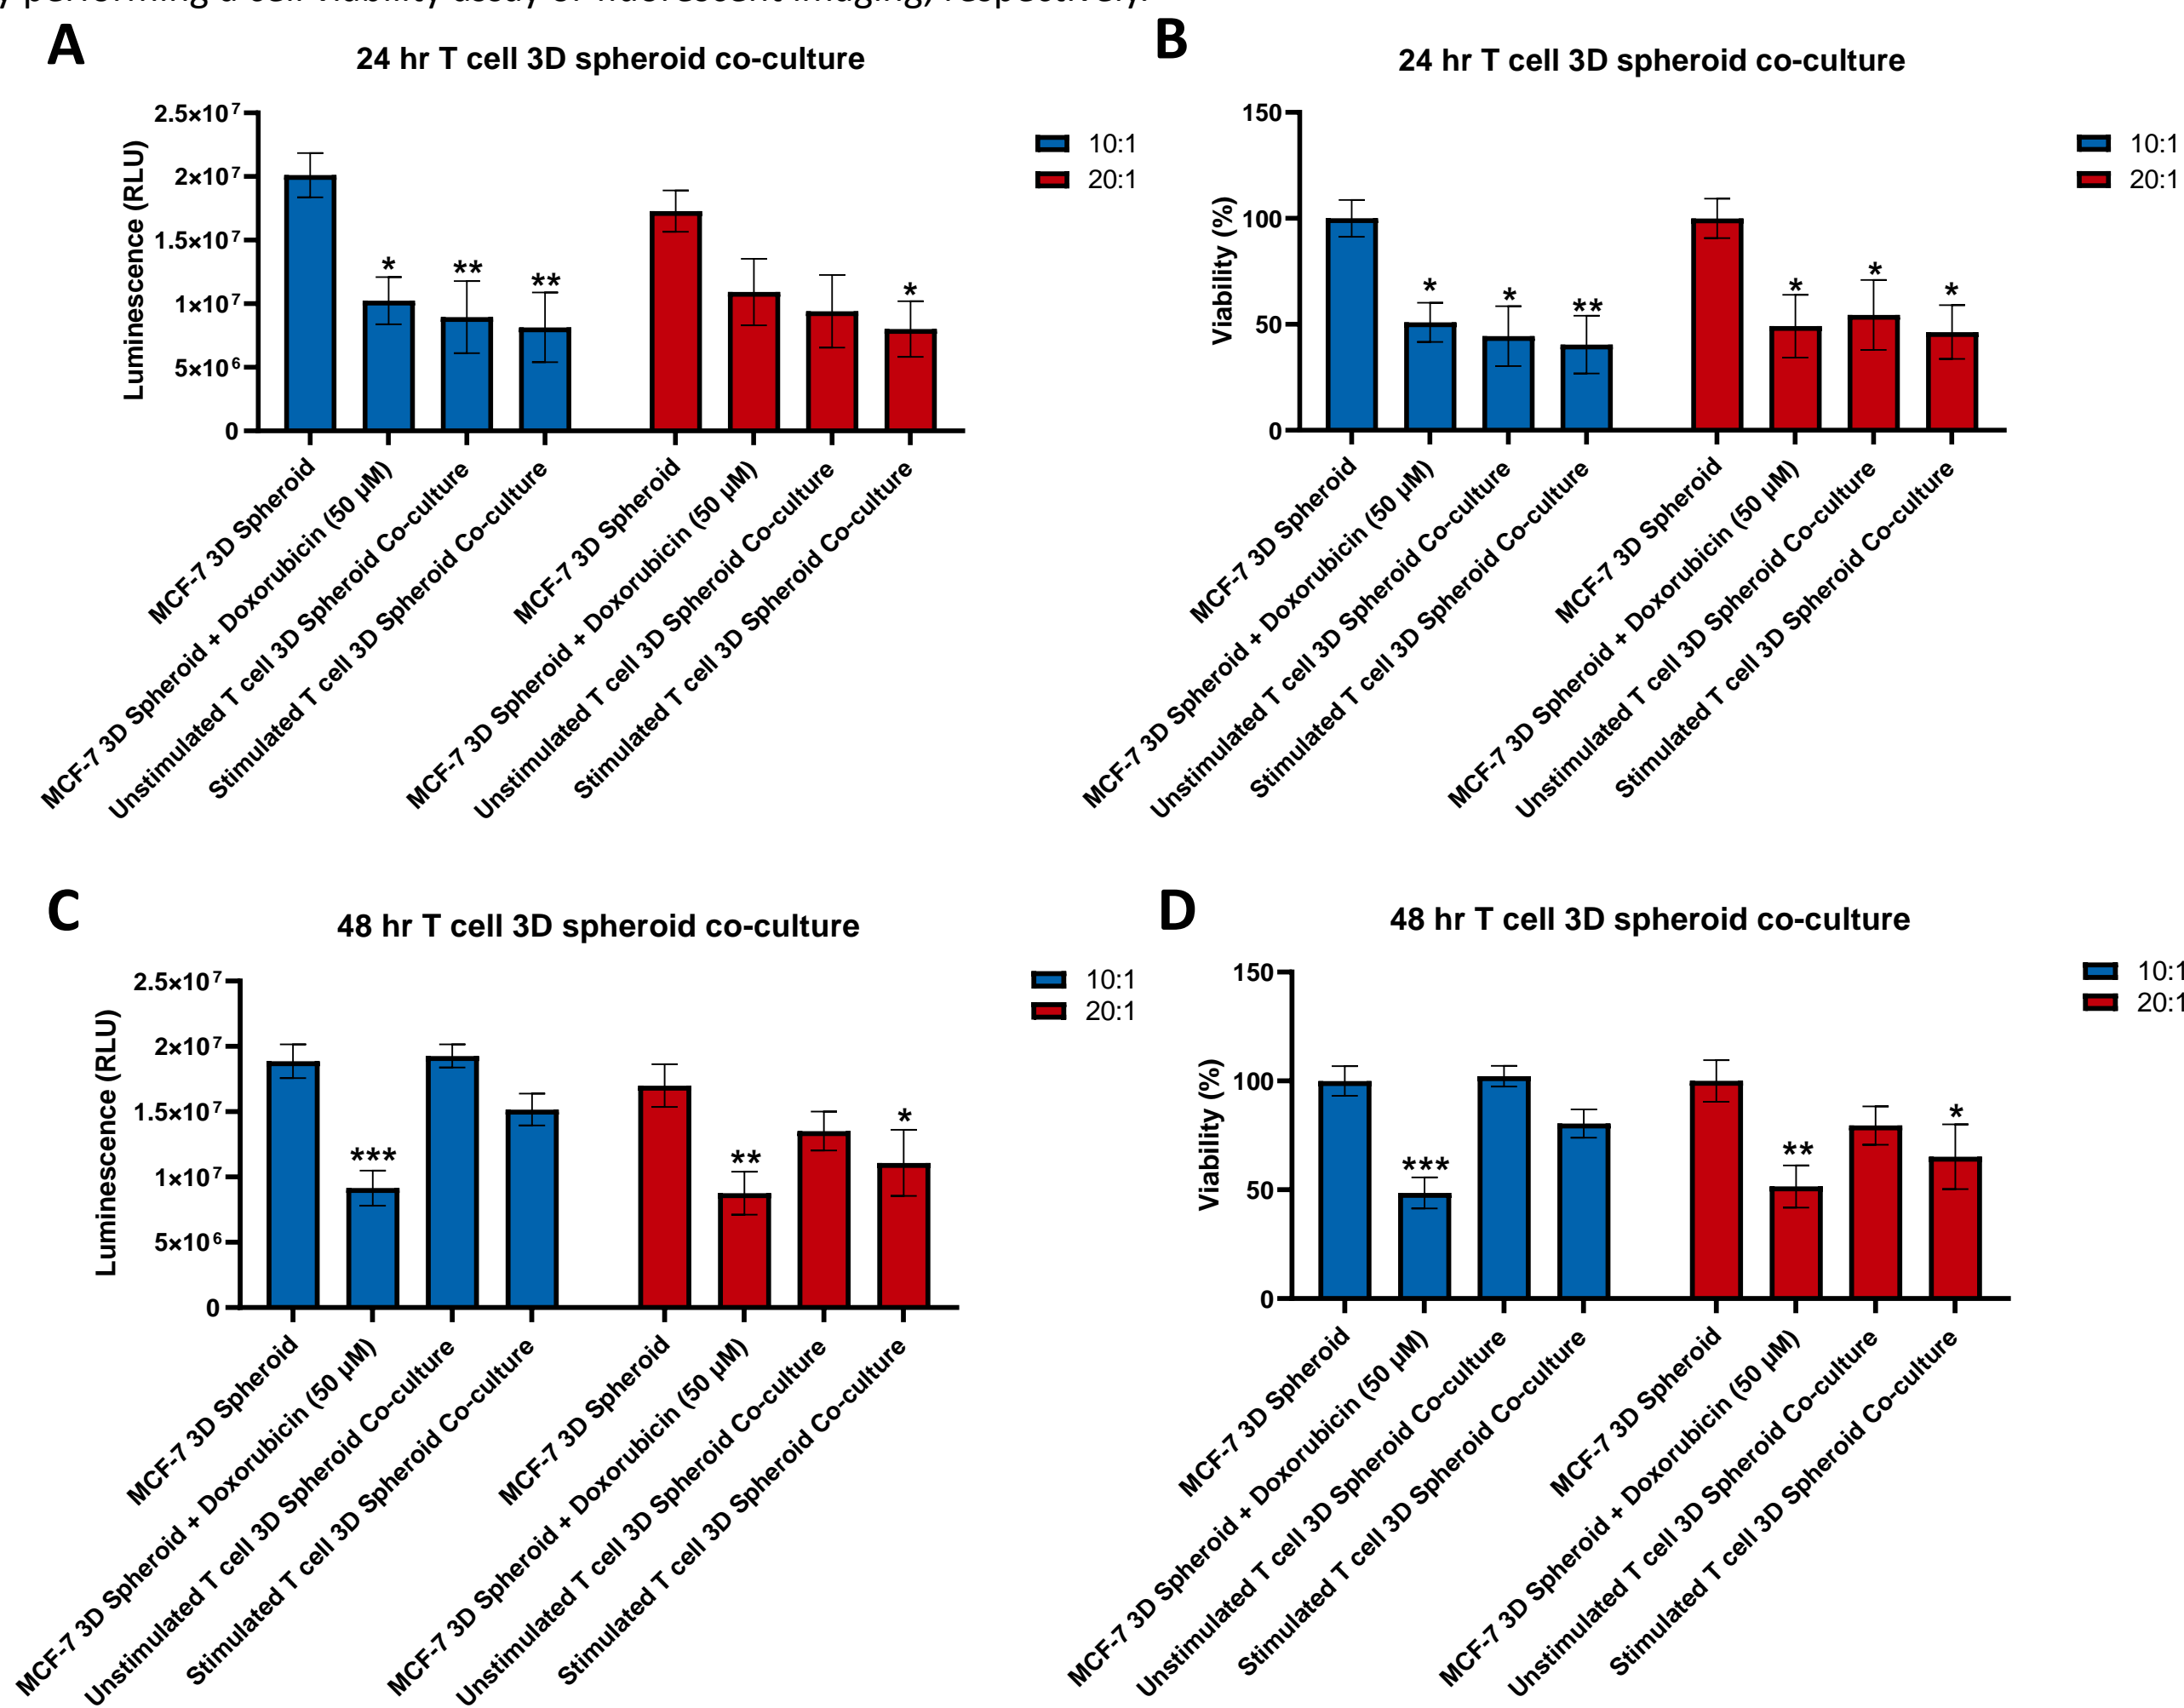 performing a cell viability assay or fluorescent imaging, respectively.
A
24 hr T cell 3D spheroid co-culture
Luminescence (RLU)
2.5×10⁷
2×10⁷
1.5×10⁷
1×10⁷
5×10⁶
0
*
**
**
*
10:1
20:1
MCF-7 3D Spheroid
MCF-7 3D Spheroid + Doxorubicin (50 µM)
Unstimulated T cell 3D Spheroid Co-culture
Stimulated T cell 3D Spheroid Co-culture
MCF-7 3D Spheroid
MCF-7 3D Spheroid + Doxorubicin (50 µM)
Unstimulated T cell 3D Spheroid Co-culture
Stimulated T cell 3D Spheroid Co-culture
B
24 hr T cell 3D spheroid co-culture
Viability (%)
150
100
50
0
*
*
**
*
*
*
10:1
20:1
MCF-7 3D Spheroid
MCF-7 3D Spheroid + Doxorubicin (50 µM)
Unstimulated T cell 3D Spheroid Co-culture
Stimulated T cell 3D Spheroid Co-culture
MCF-7 3D Spheroid
MCF-7 3D Spheroid + Doxorubicin (50 µM)
Unstimulated T cell 3D Spheroid Co-culture
Stimulated T cell 3D Spheroid Co-culture
C
48 hr T cell 3D spheroid co-culture
Luminescence (RLU)
2.5×10⁷
2×10⁷
1.5×10⁷
1×10⁷
5×10⁶
0
***
**
*
10:1
20:1
MCF-7 3D Spheroid
MCF-7 3D Spheroid + Doxorubicin (50 µM)
Unstimulated T cell 3D Spheroid Co-culture
Stimulated T cell 3D Spheroid Co-culture
MCF-7 3D Spheroid
MCF-7 3D Spheroid + Doxorubicin (50 µM)
Unstimulated T cell 3D Spheroid Co-culture
Stimulated T cell 3D Spheroid Co-culture
D
48 hr T cell 3D spheroid co-culture
Viability (%)
150
100
50
0
***
**
*
10:1
20:1
MCF-7 3D Spheroid
MCF-7 3D Spheroid + Doxorubicin (50 µM)
Unstimulated T cell 3D Spheroid Co-culture
Stimulated T cell 3D Spheroid Co-culture
MCF-7 3D Spheroid
MCF-7 3D Spheroid + Doxorubicin (50 µM)
Unstimulated T cell 3D Spheroid Co-culture
Stimulated T cell 3D Spheroid Co-culture